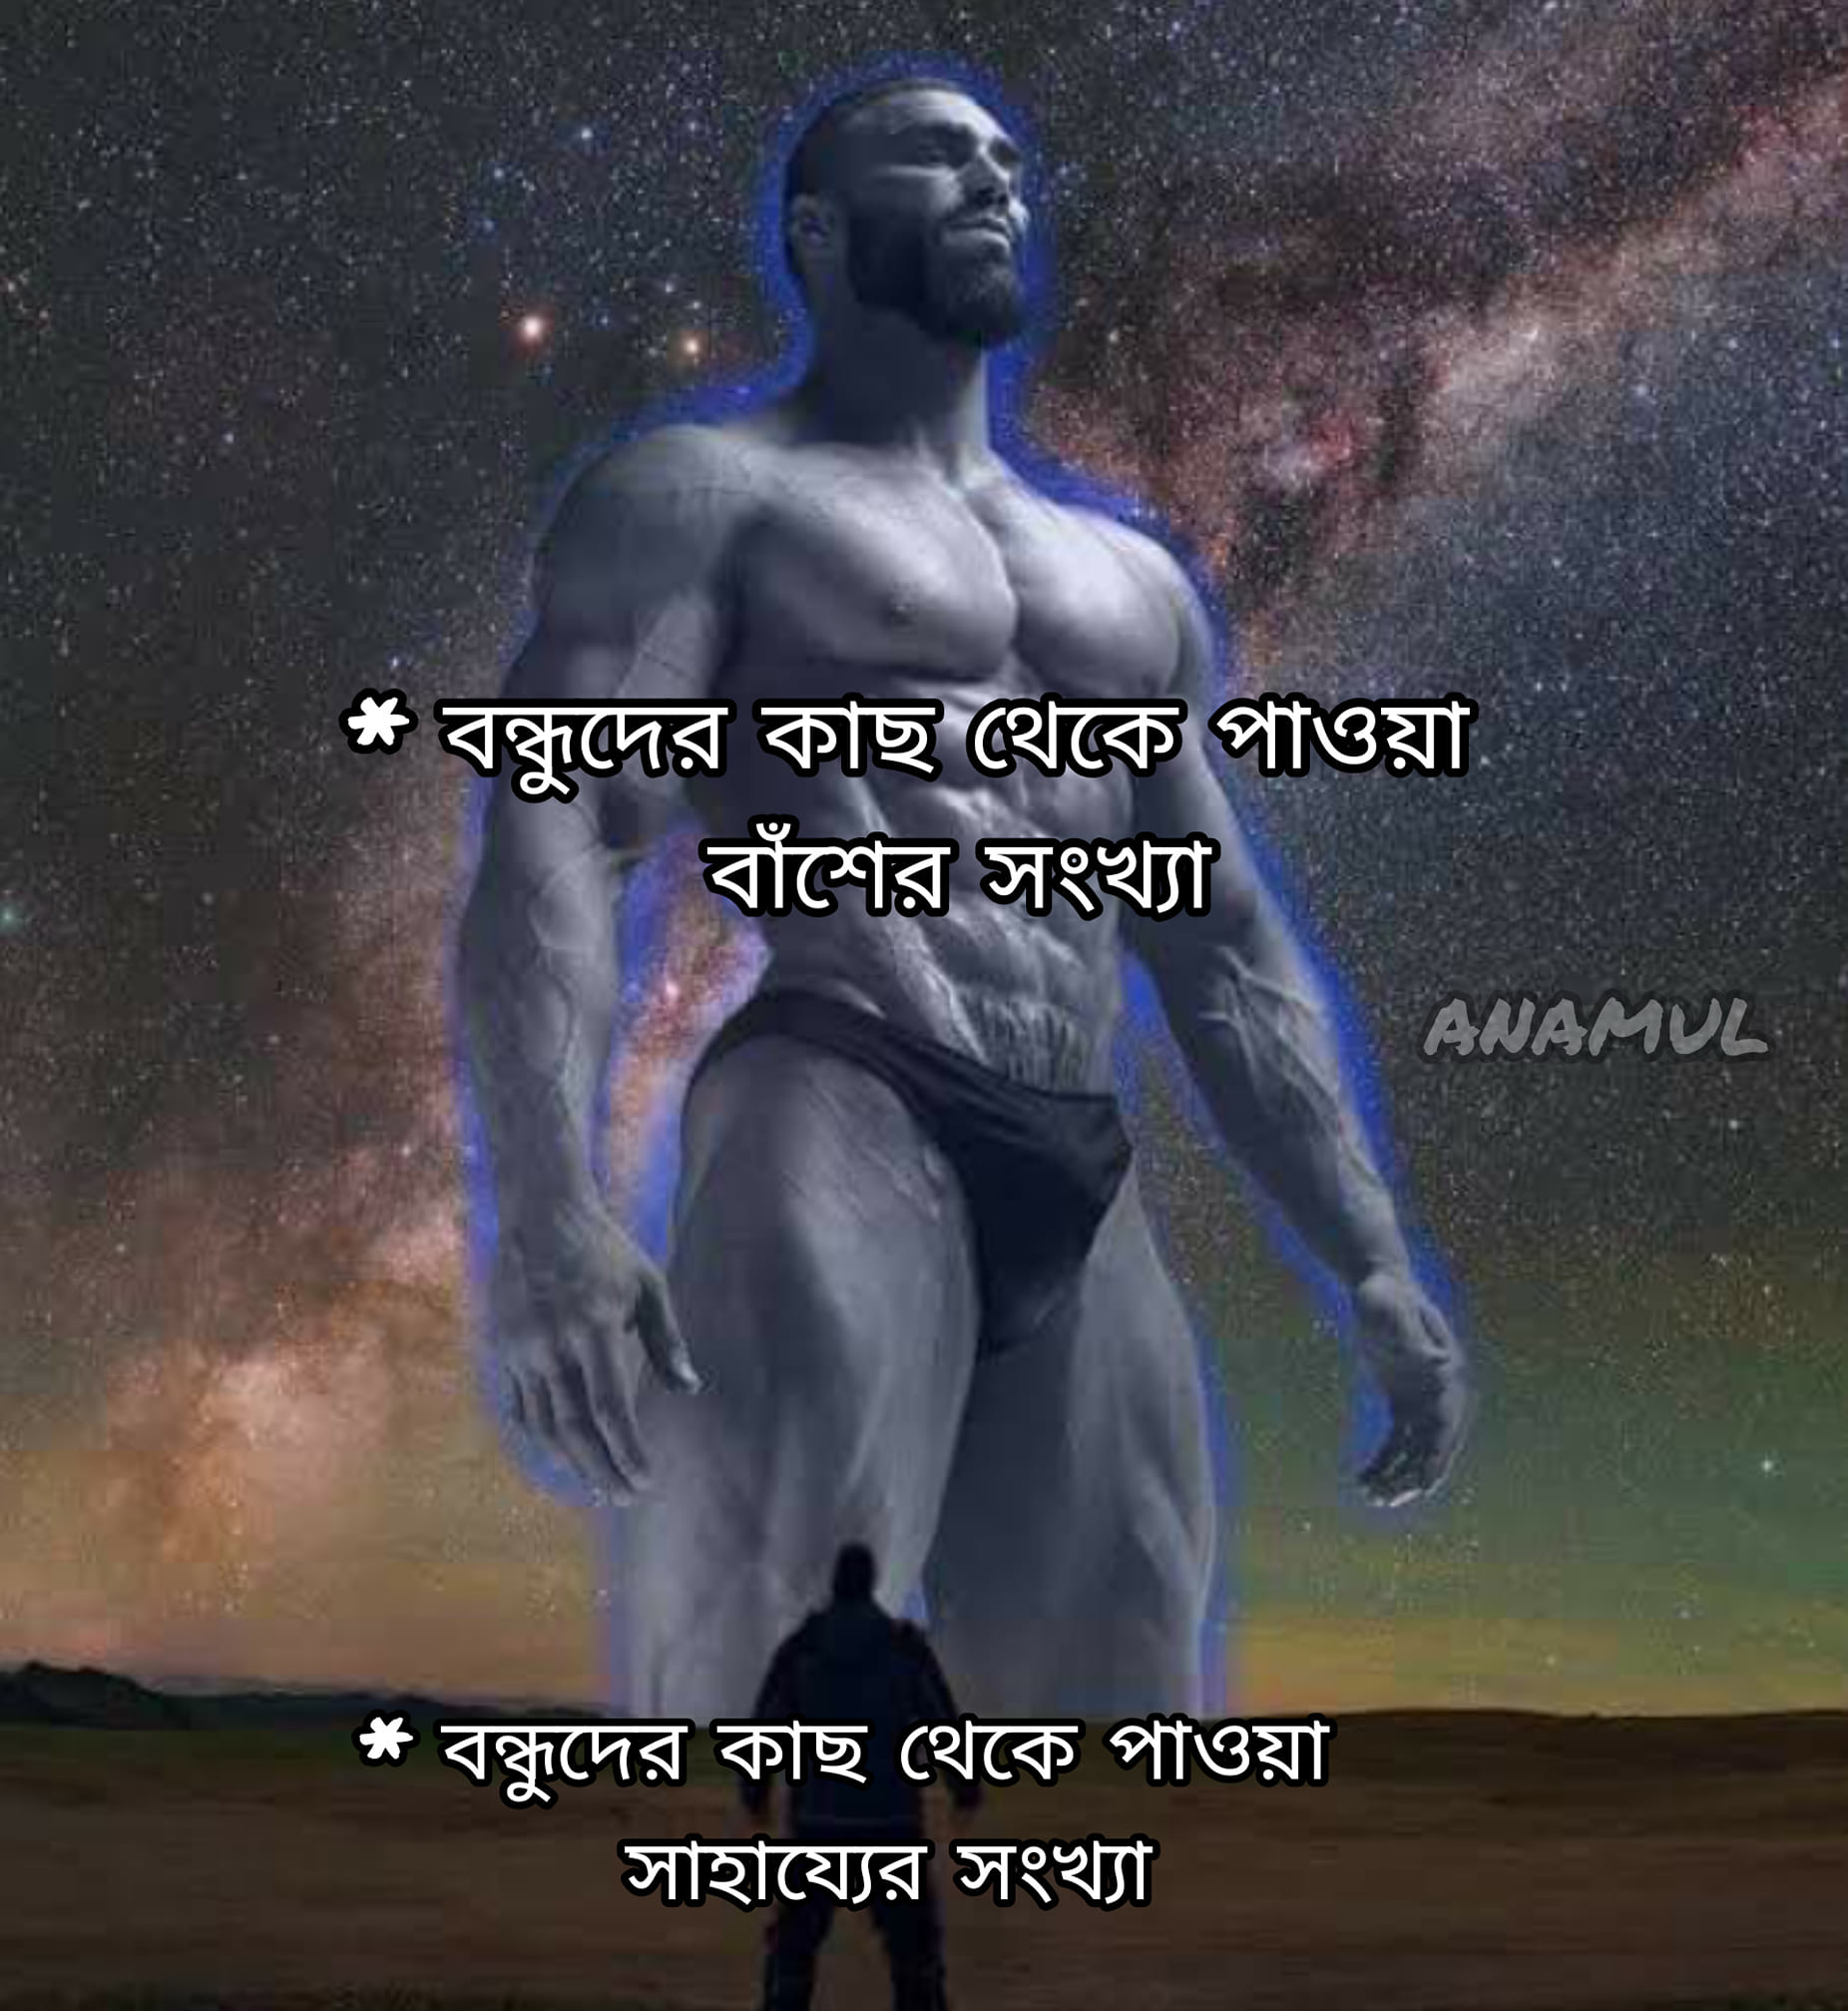 * বন্ধুদের কাছ থেকে পাওয়া
বাঁশের সংখ্যা
ANAMUL
* বন্ধুদের কাছ থেকে পাওয়া
সাহায্যের সংখ্যা